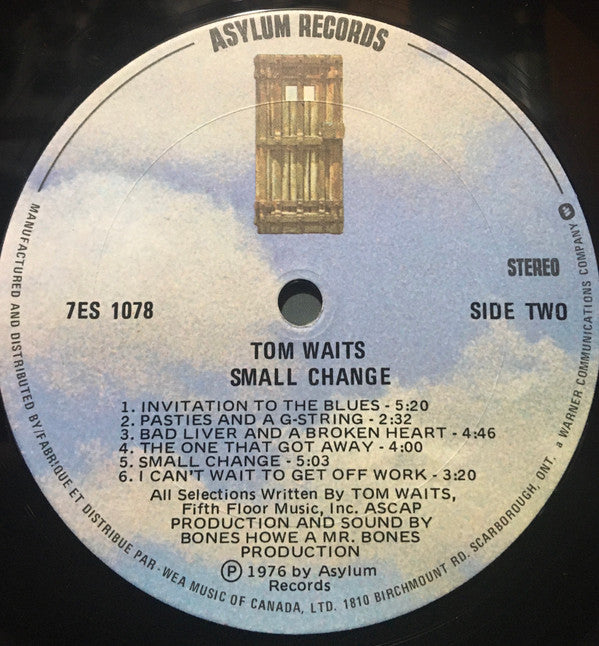 ASYLUM RECORDS
STEREO
7ES 1078
SIDE TWO
TOM WAITS
SMALL CHANGE
1. INVITATION TO THE BLUES - 5:20
2. PASTIES AND A G-STRING - 2:32
3. BAD LIVER AND A BROKEN HEART - 4:46
4. THE ONE THAT GOT AWAY - 4:00
5. SMALL CHANGE - 5:03
6. I CAN'T WAIT TO GET OFF WORK - 3:20
All Selections Written By TOM WAITS,
Fifth Floor Music, Inc. ASCAP
PRODUCTION AND SOUND BY
BONES HOWE A MR. BONES
PRODUCTION
Ⓟ 1976 by Asylum
Records
MANUFACTURED AND DISTRIBUTED BY/FABRIQUE ET DISTRIBUE PAR - WEA MUSIC OF CANADA, LTD. 1810 BIRCHMOUNT RD. SCARBOROUGH, ONT. a WARNER COMMUNICATIONS COMPANY